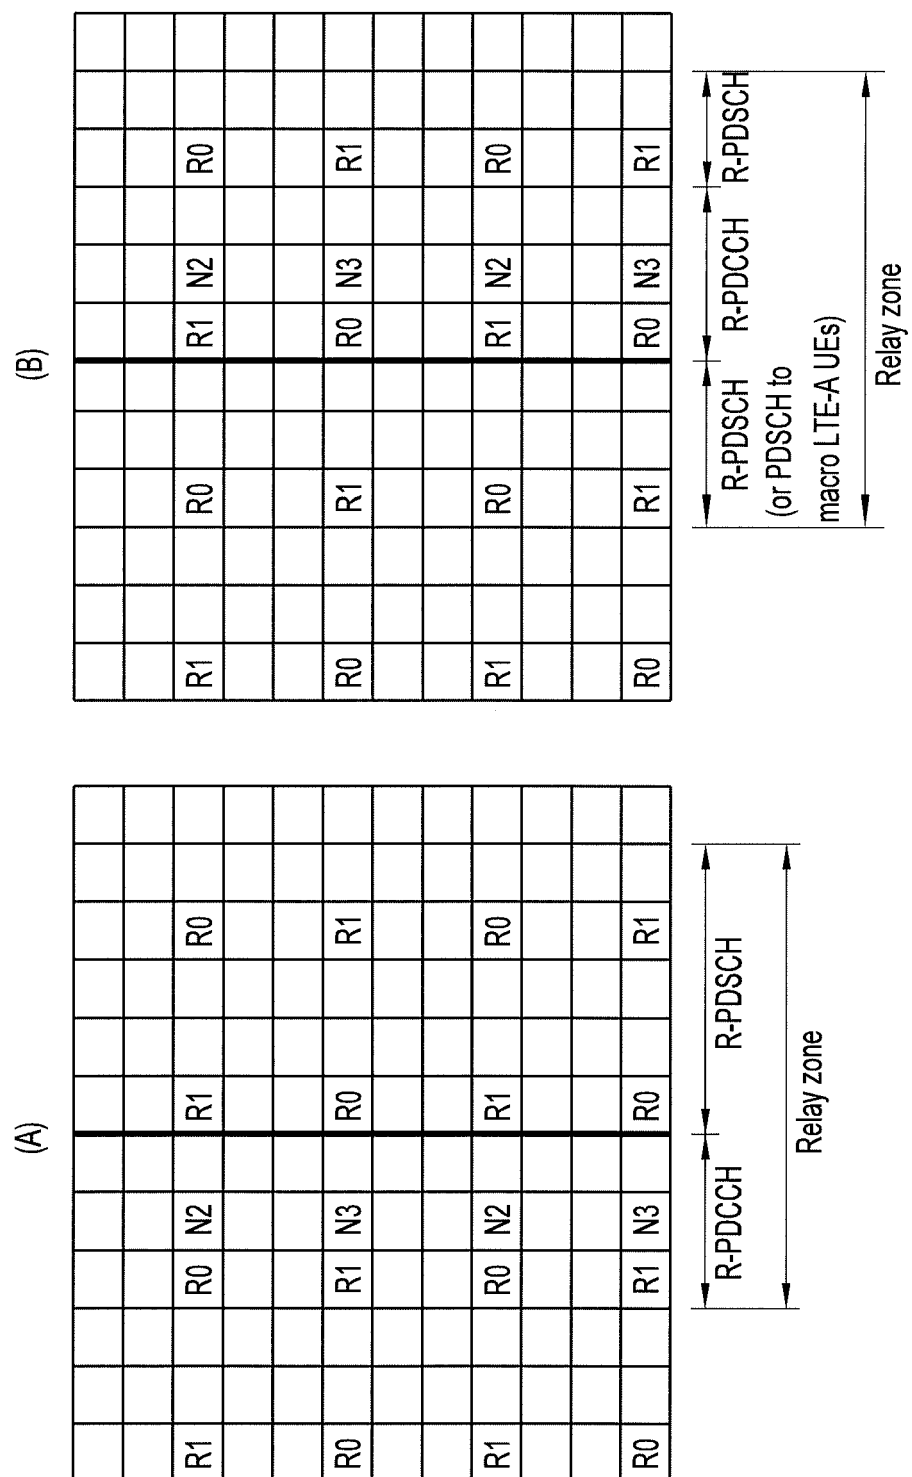 (A)
R1 R0 N2 R1 R0
R0 R1 N3 R0 R1
R1 R0 N2 R1 R0
R0 R1 N3 R0 R1
R-PDCCH R-PDSCH
Relay zone
(B)
R1 R0 R1 N2 R0
R0 R1 R0 N3 R1
R1 R0 R1 N2 R0
R0 R1 R0 N3 R1
R-PDSCH
(or PDSCH to
macro LTE-A UEs)
R-PDCCH
R-PDSCH
Relay zone